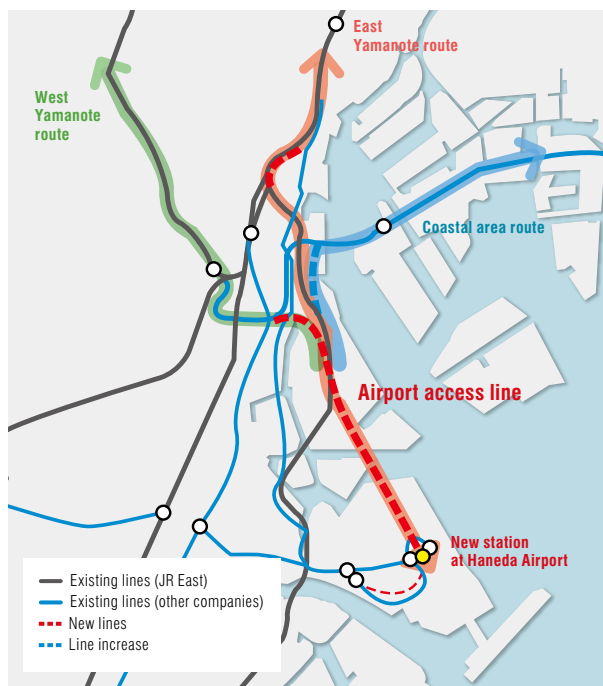 East
Yamanote route
West
Yamanote
route
Coastal area route
Airport access line
New station
at Haneda Airport
Existing lines (JR East)
Existing lines (other companies)
New lines
Line increase